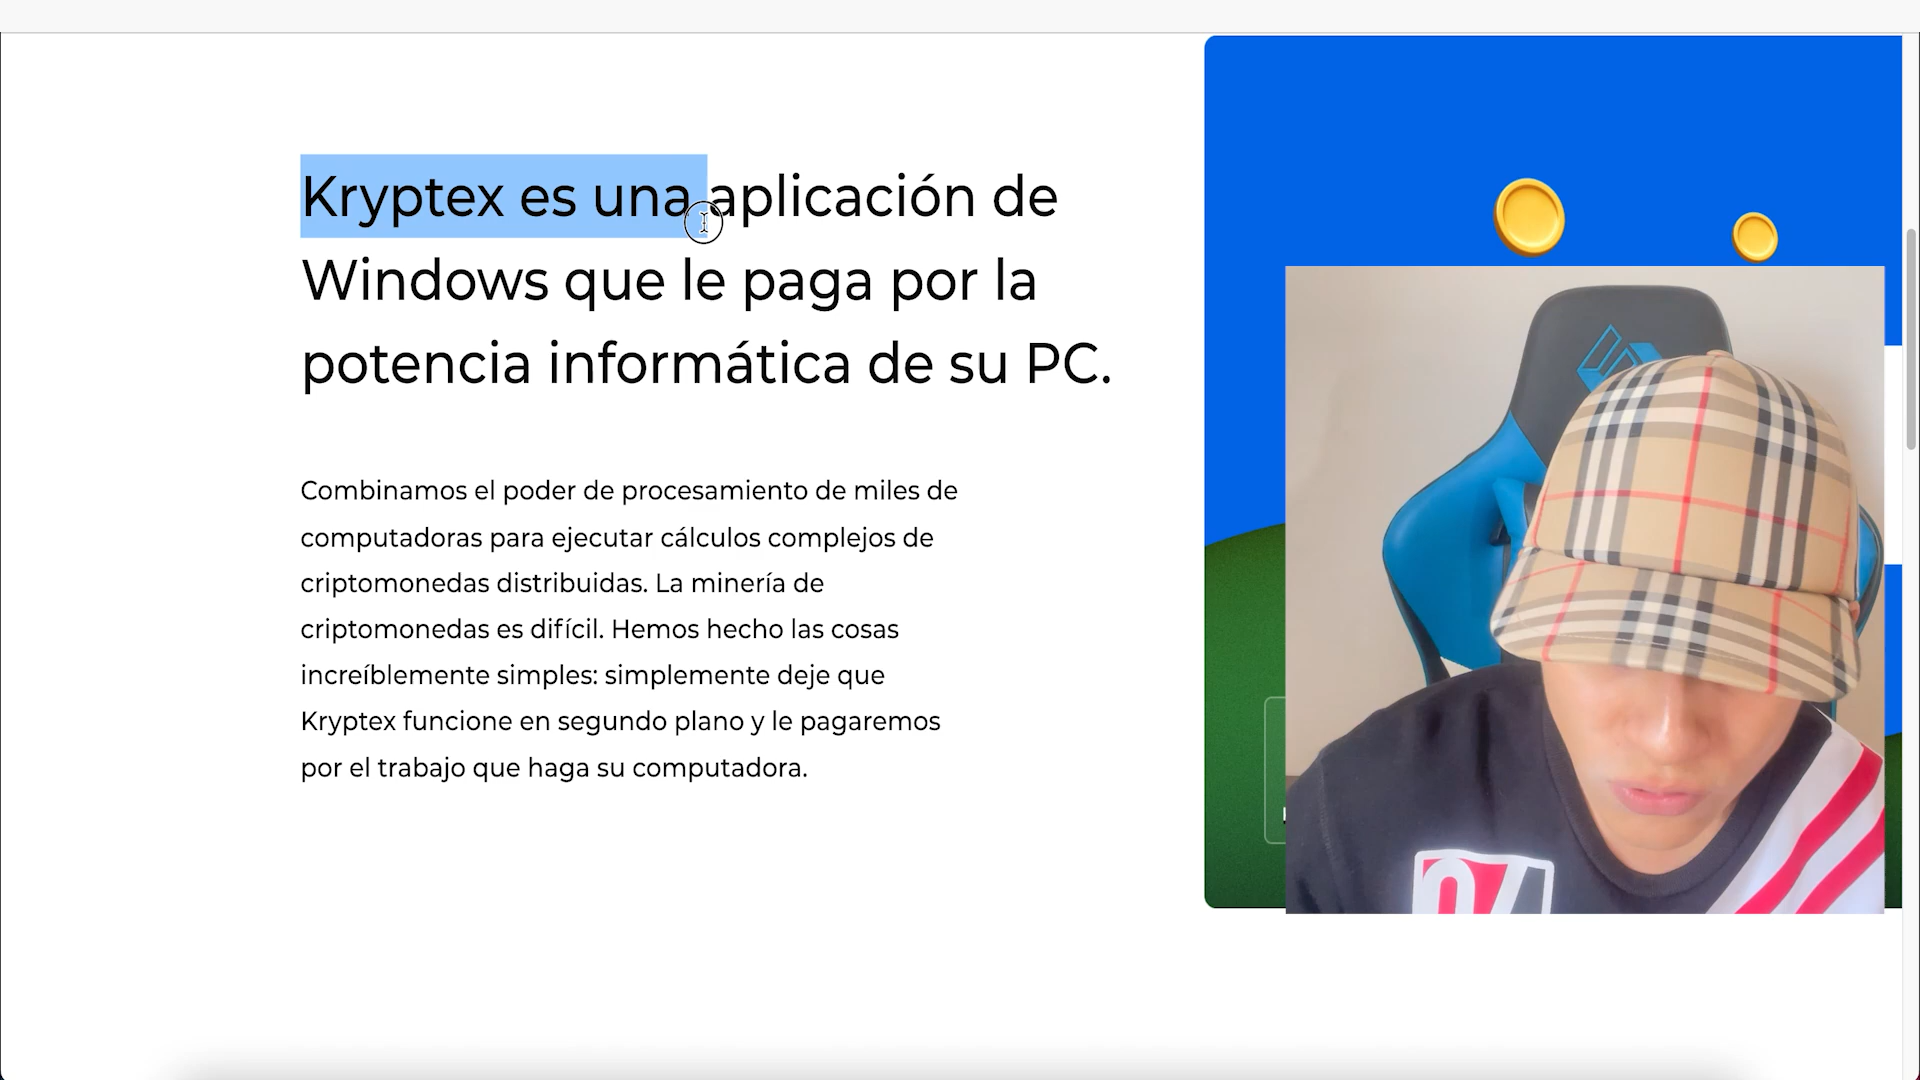 Kryptex es una aplicación de
Windows que le paga por la
potencia informática de su PC.
Combinamos el poder de procesamiento de miles de
computadoras para ejecutar cálculos complejos de
criptomonedas distribuidas. La minería de
criptomonedas es difícil. Hemos hecho las cosas
increíblemente simples: simplemente deje que
Kryptex funcione en segundo plano y le pagaremos
por el trabajo que haga su computadora.